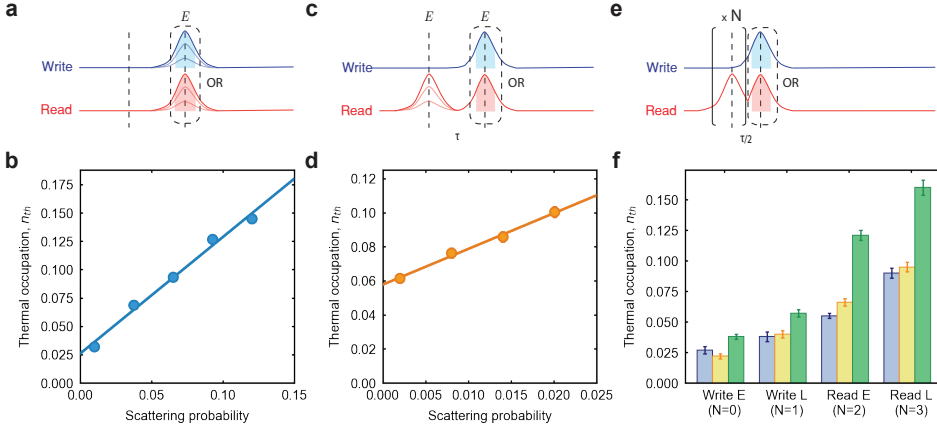 a
E
Write
OR
Read
c
E E
Write
OR
Read
τ
e
x N
Write
OR
Read
τ/2
b
Thermal occupation, nth
0.175
0.150
0.125
0.100
0.075
0.050
0.025
0.000
0.00 0.05 0.10 0.15
Scattering probability
d
Thermal occupation, nth
0.12
0.10
0.08
0.06
0.04
0.02
0.00
0.000 0.005 0.010 0.015 0.020 0.025
Scattering probability
f
Thermal occupation, nth
0.150
0.125
0.100
0.075
0.050
0.025
0.000
Write E Write L Read E Read L
(N=0) (N=1) (N=2) (N=3)